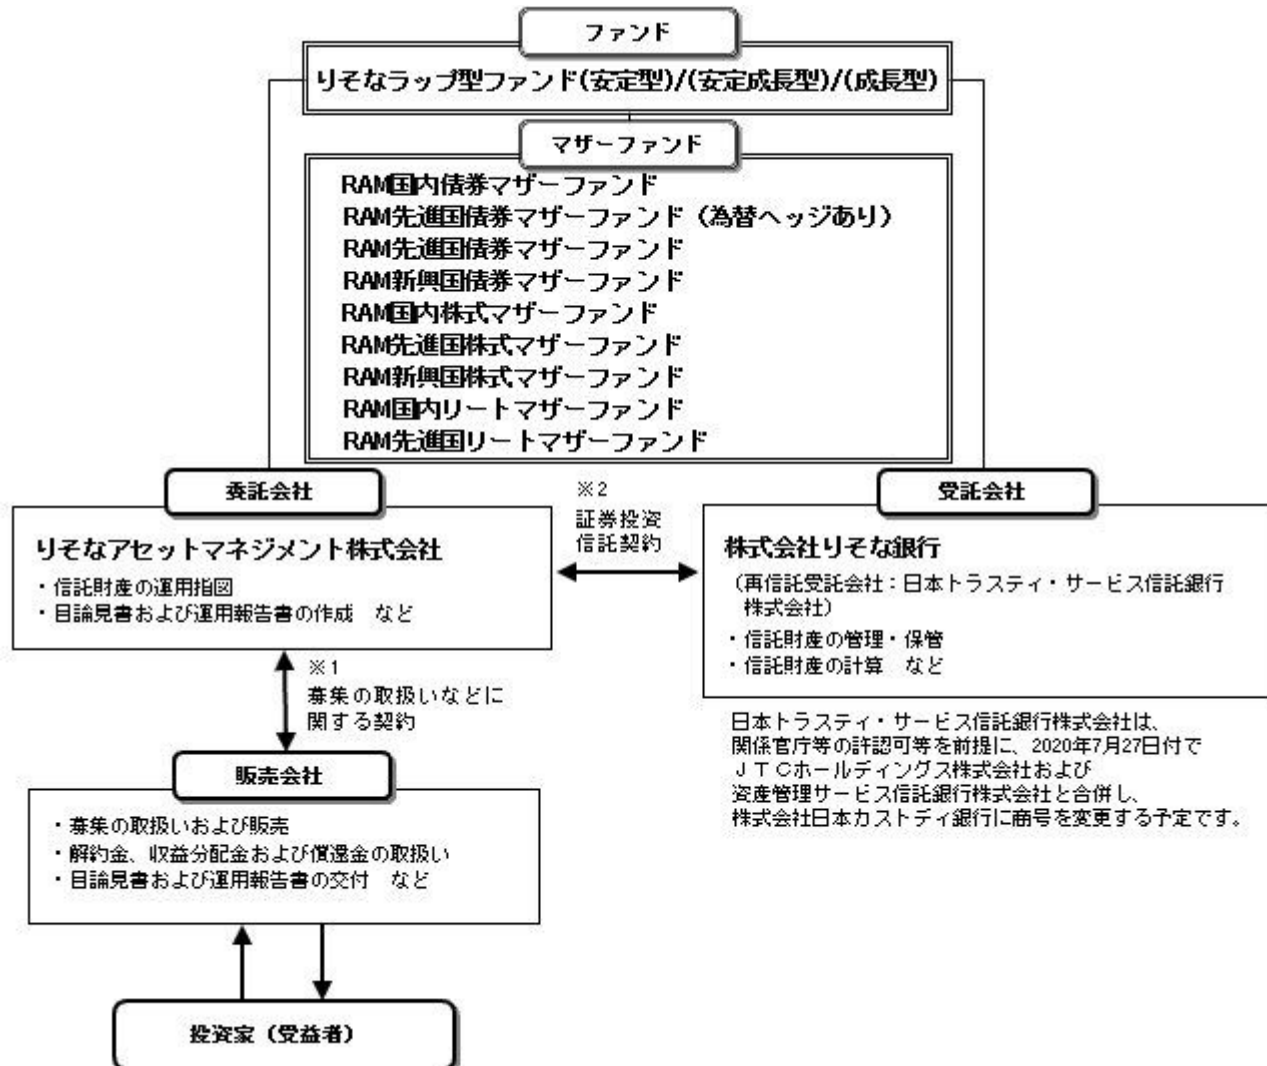 ファンド
りそなラップ型ファンド(安定型)/(安定成長型)/(成長型)
マザーファンド
RAM国内債券マザーファンド
RAM先進国債券マザーファンド（為替ヘッジあり）
RAM先進国債券マザーファンド
RAM新興国債券マザーファンド
RAM国内株式マザーファンド
RAM先進国株式マザーファンド
RAM新興国株式マザーファンド
RAM国内リートマザーファンド
RAM先進国リートマザーファンド
委託会社
りそなアセットマネジメント株式会社
・信託財産の運用指図
・目論見書および運用報告書の作成　など
※2
証券投資
信託契約
受託会社
株式会社りそな銀行
（再信託受託会社：日本トラスティ・サービス信託銀行
株式会社）
・信託財産の管理・保管
・信託財産の計算　など
※1
募集の取扱いなどに
関する契約
日本トラスティ・サービス信託銀行株式会社は、
関係官庁等の許認可等を前提に、2020年7月27日付で
ＪＴＣホールディングス株式会社および
資産管理サービス信託銀行株式会社と合併し、
株式会社日本カストディ銀行に商号を変更する予定です。
販売会社
・募集の取扱いおよび販売
・解約金、収益分配金および償還金の取扱い
・目論見書および運用報告書の交付　など
投資家（受益者）